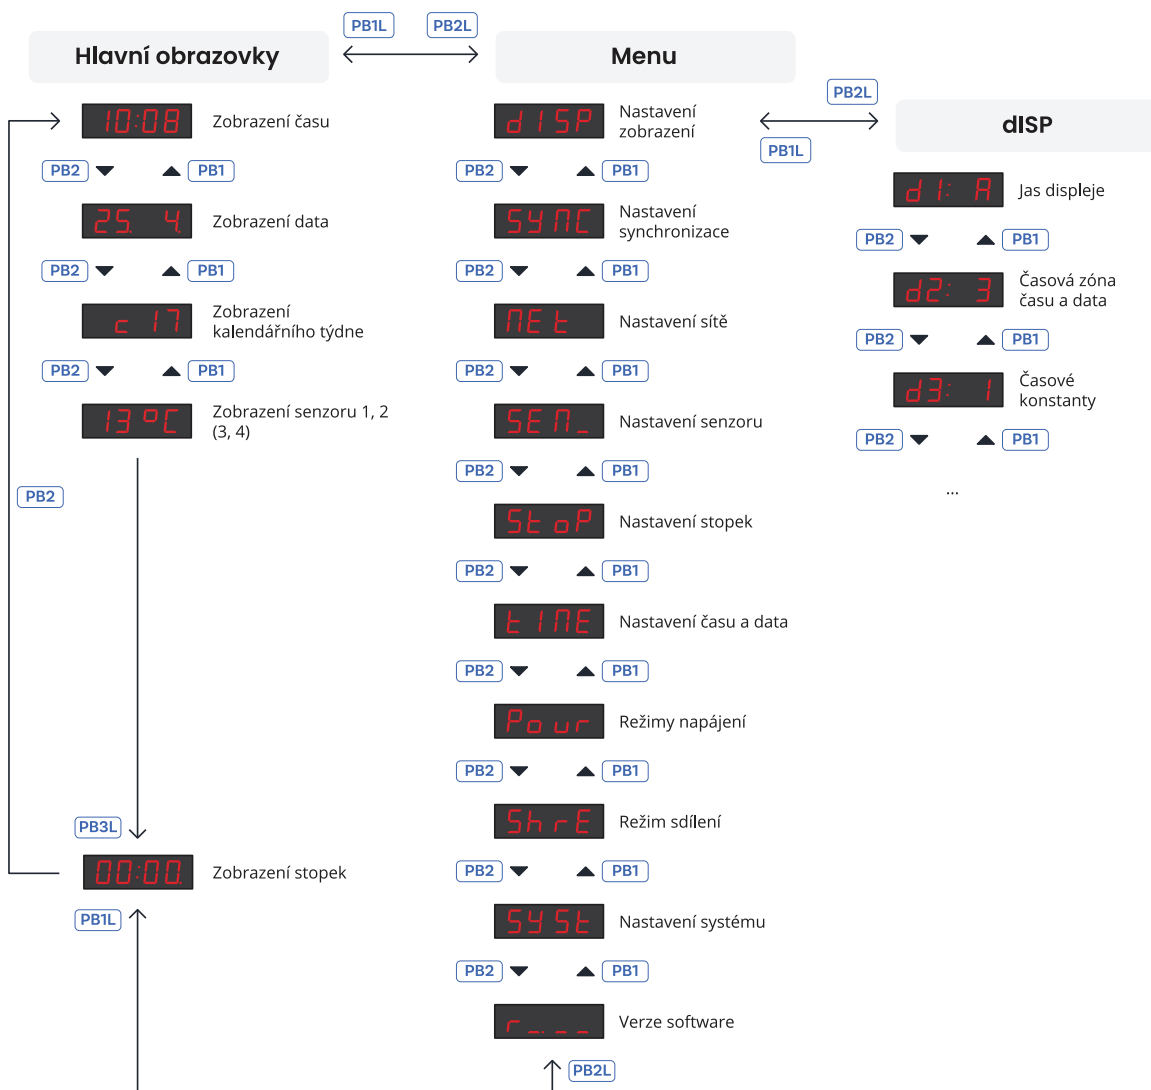 PB1L PB2L
Hlavní obrazovky
Menu
PB2L
PB1L
dISP
10:08
Zobrazení času
PB2 PB1
25. 4.
Zobrazení data
PB2 PB1
c 17
Zobrazení
kalendářního týdne
PB2 PB1
13 °C
Zobrazení senzoru 1, 2
(3, 4)
PB2
PB3L
00:00.
Zobrazení stopek
PB1L
dISP
Nastavení
zobrazení
PB2 PB1
SYNC
Nastavení
synchronizace
PB2 PB1
NEt
Nastavení sítě
PB2 PB1
SEN_
Nastavení senzoru
PB2 PB1
StoP
Nastavení stopek
PB2 PB1
tIME
Nastavení času a data
PB2 PB1
Pour
Režimy napájení
PB2 PB1
ShrE
Režim sdílení
PB2 PB1
SYSt
Nastavení systému
PB2 PB1
r _._ _
Verze software
PB2L
d1: A
Jas displeje
PB2 PB1
d2: 3
Časová zóna
času a data
PB2 PB1
d3: 1
Časové
konstanty
PB2 PB1
...